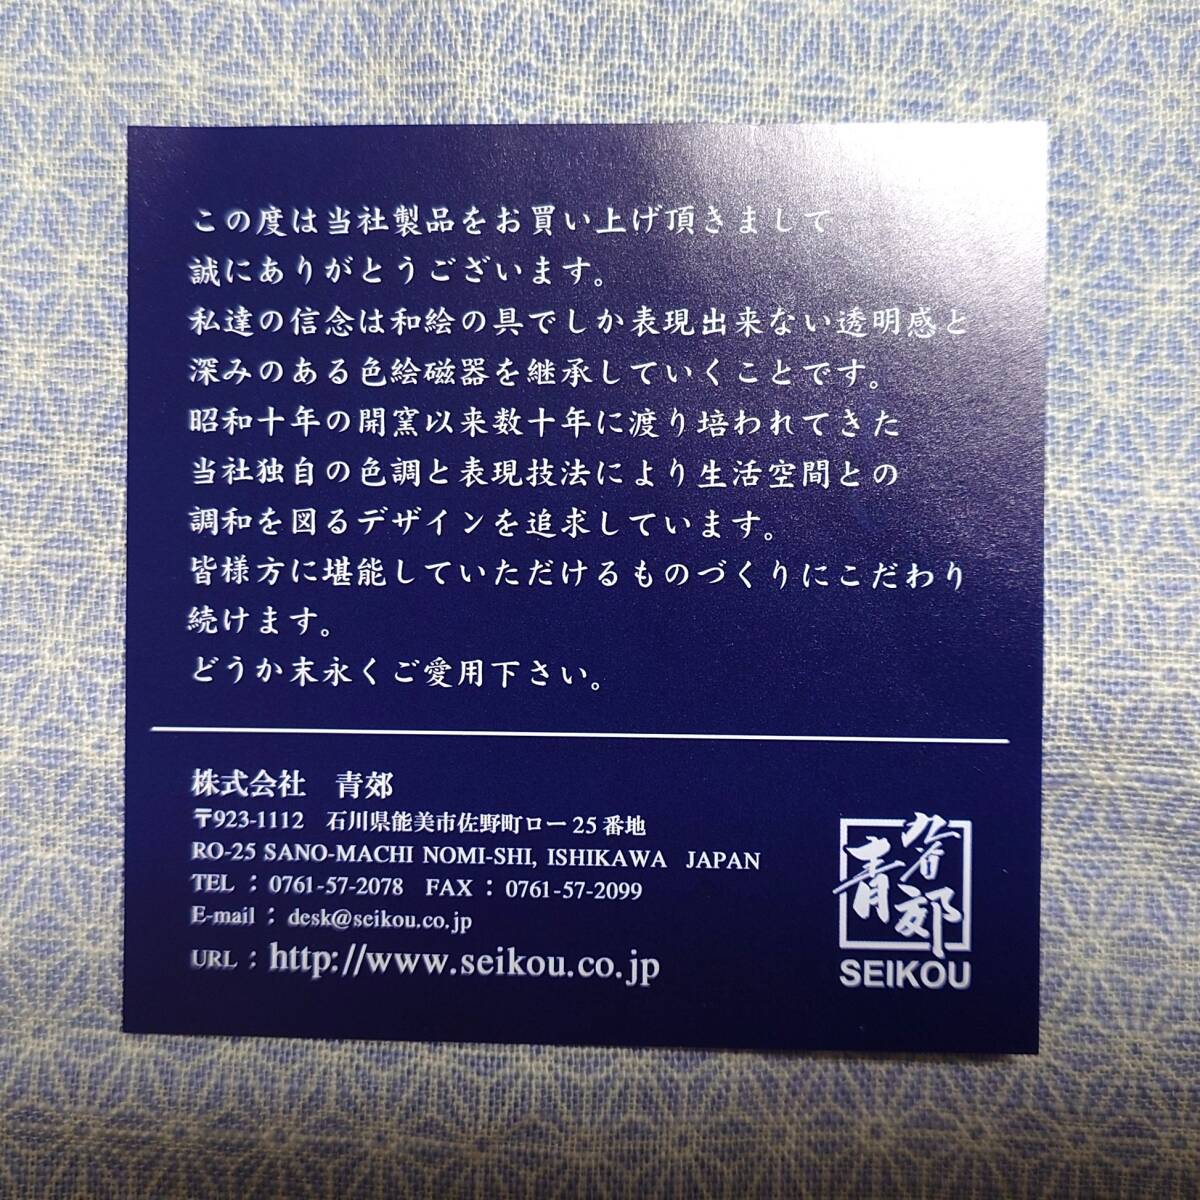 この度は当社製品をお買い上げ頂きまして
誠にありがとうございます。
私達の信念は和絵の具でしか表現出来ない透明感と
深みのある色絵磁器を継承していくことです。
昭和十年の開窯以来数十年に渡り培われてきた
当社独自の色調と表現技法により生活空間との
調和を図るデザインを追求しています。
皆様方に堪能していただけるものづくりにこだわり
続けます。
どうか末永くご愛用下さい。
株式会社 青郊
〒923-1112 石川県能美市佐野町ロー25番地
RO-25 SANO-MACHI NOMI-SHI, ISHIKAWA JAPAN
TEL : 0761-57-2078 FAX : 0761-57-2099
E-mail : desk@seikou.co.jp
URL : http://www.seikou.co.jp
九谷
青郊
SEIKOU